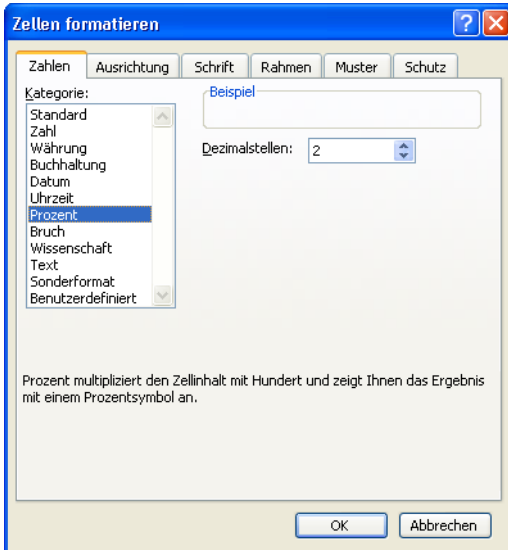 Zellen formatieren
Zahlen Ausrichtung Schrift Rahmen Muster Schutz
Kategorie:
Standard
Zahl
Währung
Buchhaltung
Datum
Uhrzeit
Prozent
Bruch
Wissenschaft
Text
Sonderformat
Benutzerdefiniert
Beispiel
Dezimalstellen: 2
Prozent multipliziert den Zellinhalt mit Hundert und zeigt Ihnen das Ergebnis
mit einem Prozentsymbol an.
OK Abbrechen